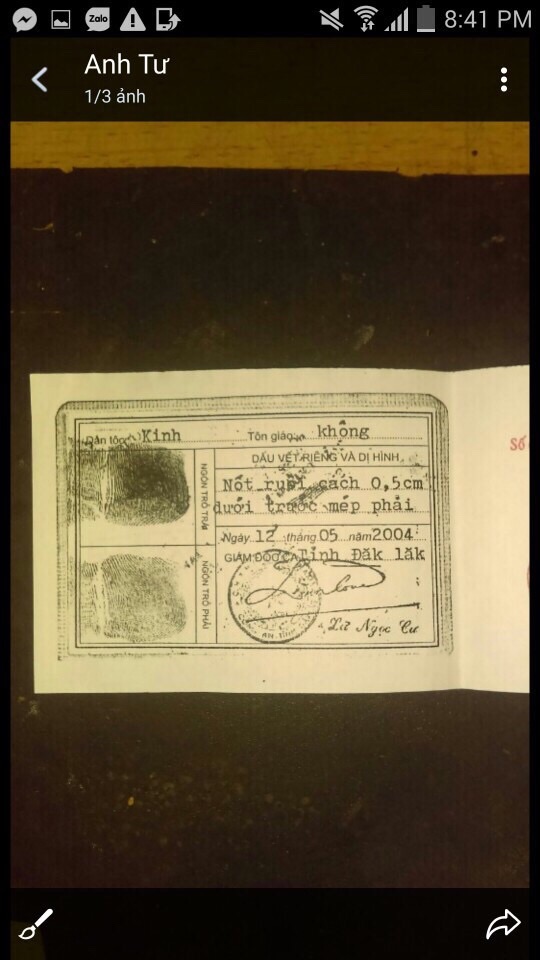 Zalo
8:41 PM
Anh Tư
1/3 ảnh
Dân tộc: Kinh Tôn giáo: không
DẤU VẾT RIÊNG VÀ DỊ HÌNH
NGÓN TRỎ TRÁI
Nốt ruồi cách 0,5cm
dưới trước mép phải
Ngày 12 tháng 05 năm 2004
GIÁM ĐỐC CA Tỉnh Đăk lăk
NGÓN TRỎ PHẢI
Lữ Ngọc Cư
Số